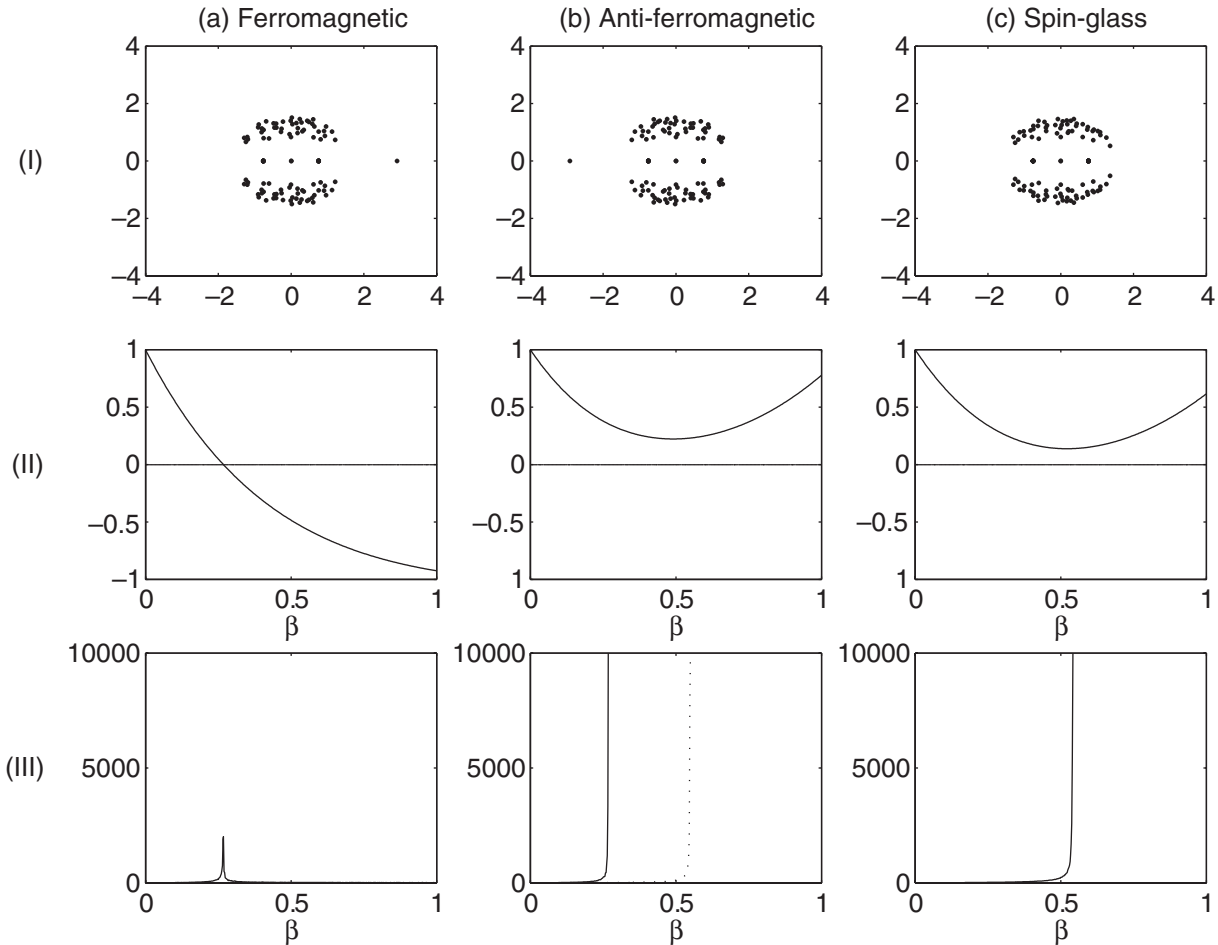 (a) Ferromagnetic (b) Anti-ferromagnetic (c) Spin-glass
(I)
4 4 4
2 2 2
0 0 0
−2 −2 −2
−4 −4 −4
−4 −2 0 2 4 −4 −2 0 2 4 −4 −2 0 2 4
(II)
1 1 1
0.5 0.5 0.5
0 0 0
−0.5 −0.5 −0.5
−1 1 1
0 0.5 1 0 0.5 1 0 0.5 1
β β β
(III)
10000 10000 10000
5000 5000 5000
0 0 0
0 0.5 1 0 0.5 1 0 0.5 1
β β β